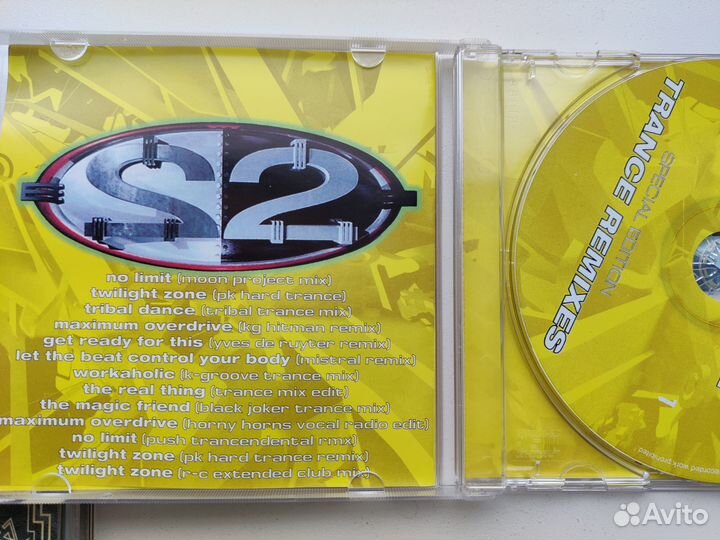 S2
no limit (moon project mix)
twilight zone (pk hard trance)
tribal dance (tribal trance mix)
maximum overdrive (kg hitman remix)
get ready for this (yves de ruyter remix)
let the beat control your body (mistral remix)
workaholic (k-groove trance mix)
the real thing (trance mix edit)
the magic friend (black joker trance mix)
maximum overdrive (horny horns vocal radio edit)
no limit (push trancendental rmx)
twilight zone (pk hard trance remix)
twilight zone (r-c extended club mix)
SPECIAL EDITION
TRANCE REMIXES
recorded work prohibited
Avito